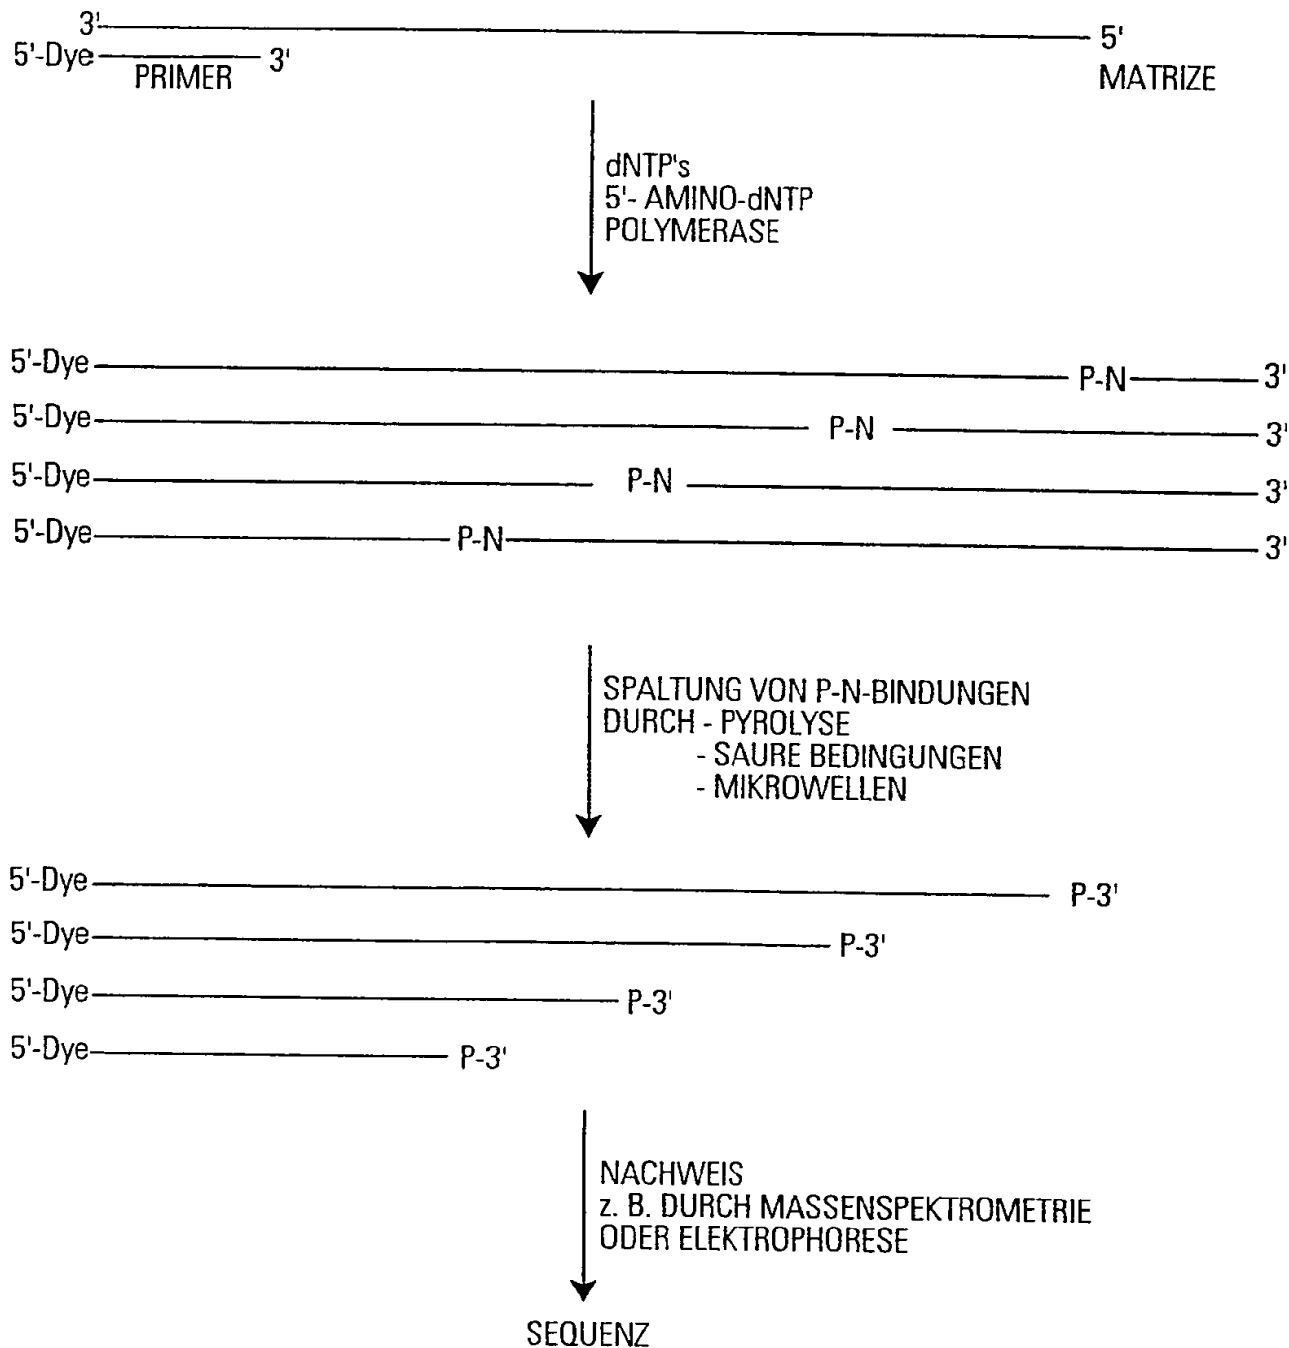 3' 5'
5'-Dye 3'
PRIMER MATRIZE
dNTP's
5'- AMINO-dNTP
POLYMERASE
5'-Dye P-N 3'
5'-Dye P-N 3'
5'-Dye P-N 3'
5'-Dye P-N 3'
SPALTUNG VON P-N-BINDUNGEN
DURCH - PYROLYSE
- SAURE BEDINGUNGEN
- MIKROWELLEN
5'-Dye P-3'
5'-Dye P-3'
5'-Dye P-3'
5'-Dye P-3'
NACHWEIS
z. B. DURCH MASSENSPEKTROMETRIE
ODER ELEKTROPHORESE
SEQUENZ